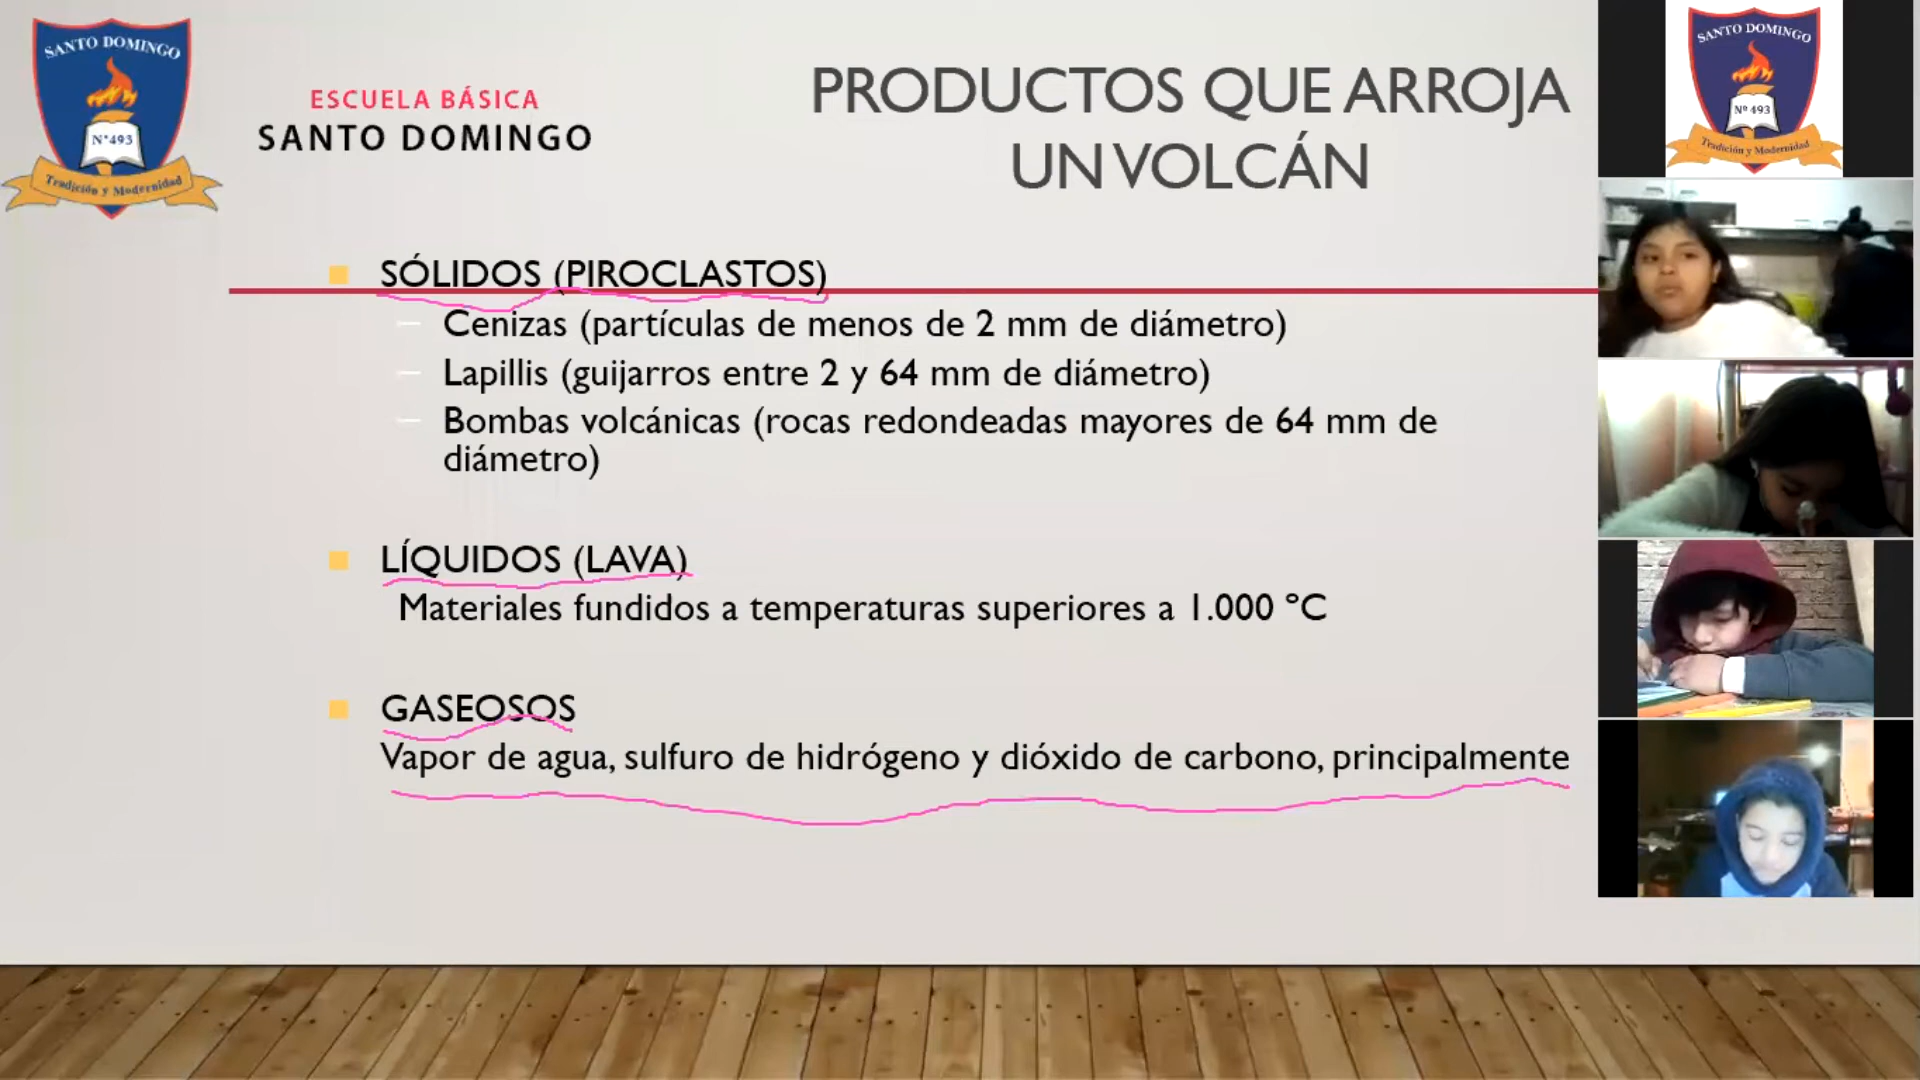 SANTO DOMINGO
N°493
Tradición y Modernidad
ESCUELA BÁSICA
SANTO DOMINGO
PRODUCTOS QUE ARROJA
UN VOLCÁN
SÓLIDOS (PIROCLASTOS)
Cenizas (partículas de menos de 2 mm de diámetro)
Lapillis (guijarros entre 2 y 64 mm de diámetro)
Bombas volcánicas (rocas redondeadas mayores de 64 mm de
diámetro)
LÍQUIDOS (LAVA)
Materiales fundidos a temperaturas superiores a 1.000 °C
GASEOSOS
Vapor de agua, sulfuro de hidrógeno y dióxido de carbono, principalmente
SANTO DOMINGO
Nº 493
Tradición y Modernidad